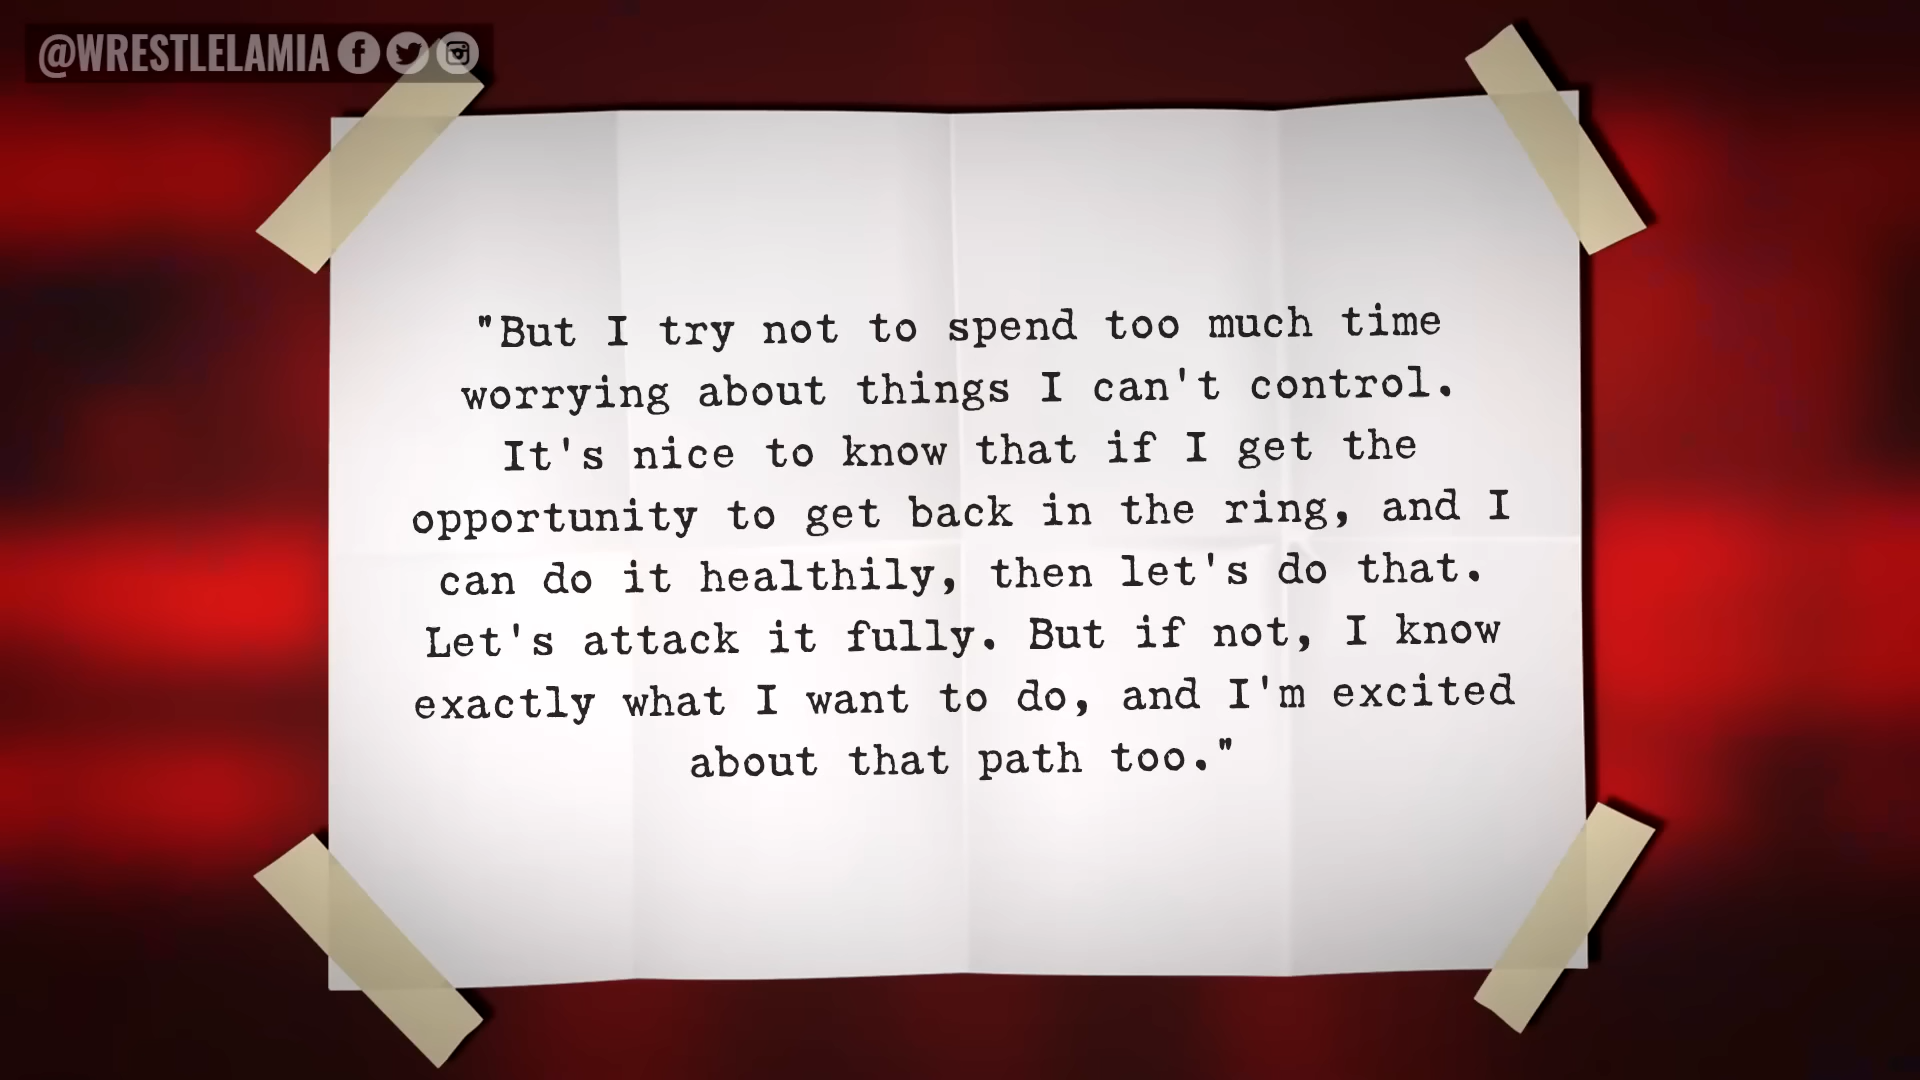 @WRESTLELAMIA
"But I try not to spend too much time
worrying about things I can't control.
It's nice to know that if I get the
opportunity to get back in the ring, and I
can do it healthily, then let's do that.
Let's attack it fully. But if not, I know
exactly what I want to do, and I'm excited
about that path too."